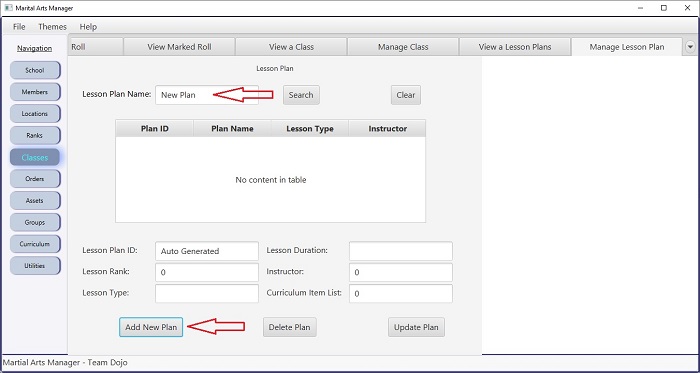 Marital Arts Manager
File Themes Help
Navigation
School
Members
Locations
Ranks
Classes
Orders
Assets
Groups
Curriculum
Utilities
Roll View Marked Roll View a Class Manage Class View a Lesson Plans Manage Lesson Plan
Lesson Plan
Lesson Plan Name: New Plan Search Clear
Plan ID Plan Name Lesson Type Instructor
No content in table
Lesson Plan ID: Auto Generated Lesson Duration:
Lesson Rank: 0 Instructor: 0
Lesson Type: Curriculum Item List: 0
Add New Plan Delete Plan Update Plan
Martial Arts Manager - Team Dojo